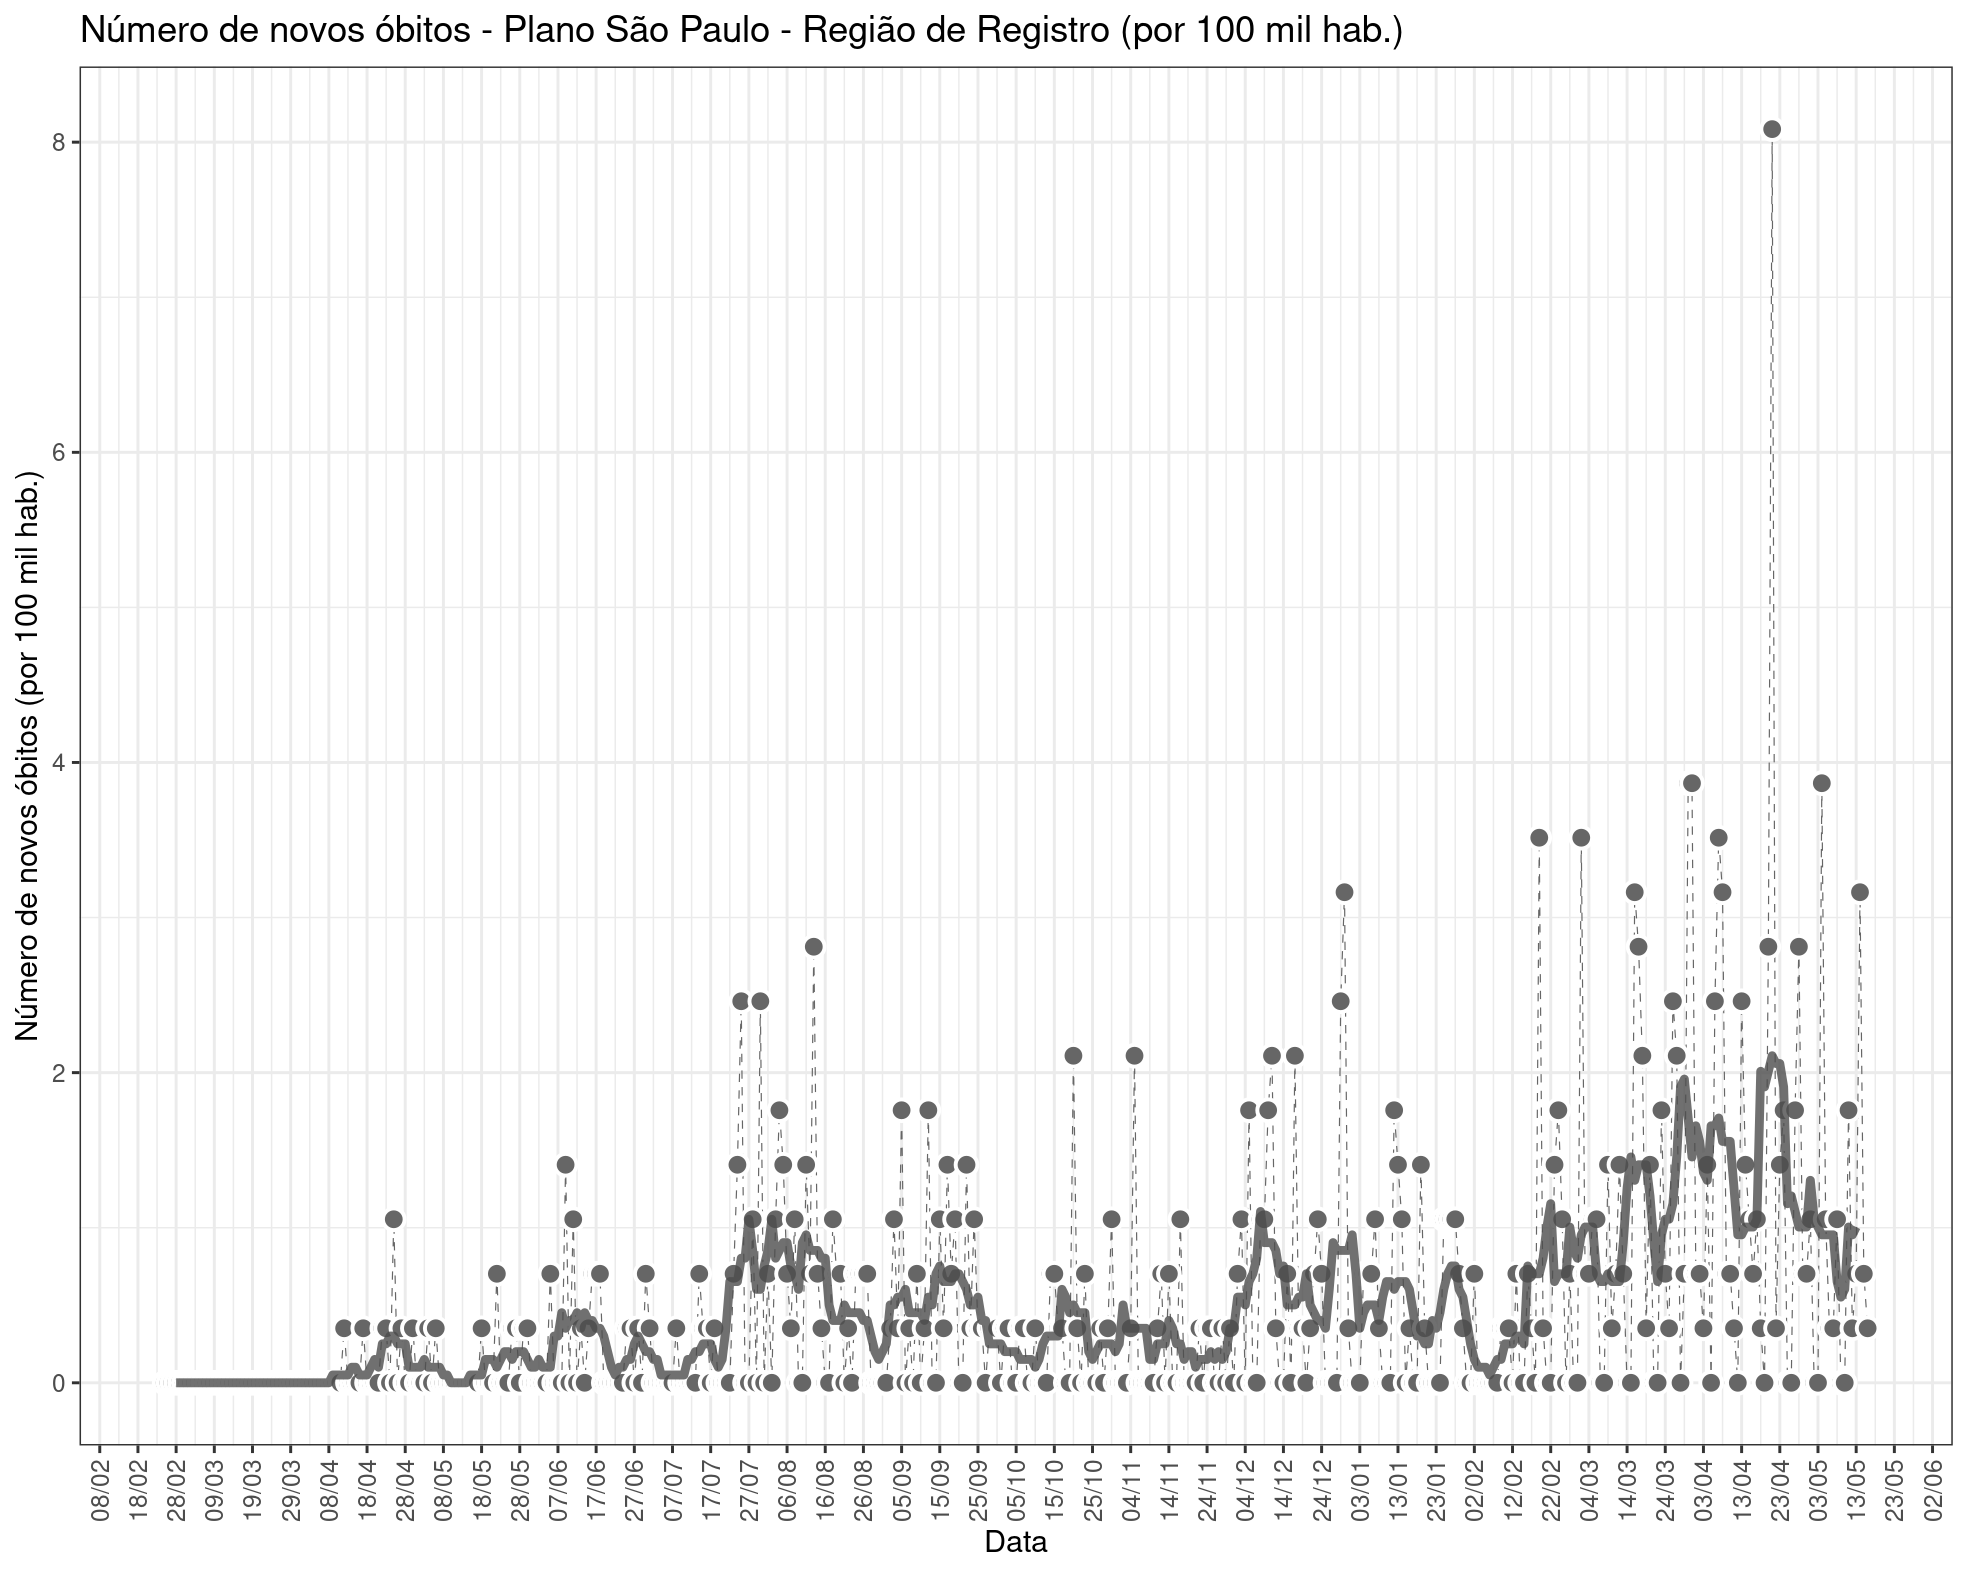 Número de novos óbitos - Plano São Paulo - Região de Registro (por 100 mil hab.)
Número de novos óbitos (por 100 mil hab.)
8
6
4
2
0
08/02 18/02 28/02 09/03 19/03 29/03 08/04 18/04 28/04 08/05 18/05 28/05 07/06 17/06 27/06 07/07 17/07 27/07 06/08 16/08 26/08 05/09 15/09 25/09 05/10 15/10 25/10 04/11 14/11 24/11 04/12 14/12 24/12 03/01 13/01 23/01 02/02 12/02 22/02 04/03 14/03 24/03 03/04 13/04 23/04 03/05 13/05 23/05 02/06
Data